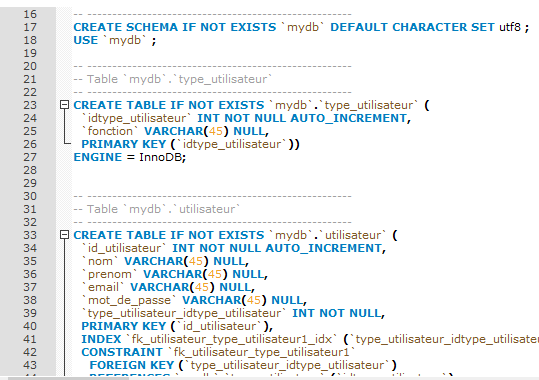 16 -- -----------------------------------------------------
17 CREATE SCHEMA IF NOT EXISTS `mydb` DEFAULT CHARACTER SET utf8 ;
18 USE `mydb` ;
19
20 -- -----------------------------------------------------
21 -- Table `mydb`.`type_utilisateur`
22 -- -----------------------------------------------------
23 CREATE TABLE IF NOT EXISTS `mydb`.`type_utilisateur` (
24 `idtype_utilisateur` INT NOT NULL AUTO_INCREMENT,
25 `fonction` VARCHAR(45) NULL,
26 PRIMARY KEY (`idtype_utilisateur`))
27 ENGINE = InnoDB;
28
29
30 -- -----------------------------------------------------
31 -- Table `mydb`.`utilisateur`
32 -- -----------------------------------------------------
33 CREATE TABLE IF NOT EXISTS `mydb`.`utilisateur` (
34 `id_utilisateur` INT NOT NULL AUTO_INCREMENT,
35 `nom` VARCHAR(45) NULL,
36 `prenom` VARCHAR(45) NULL,
37 `email` VARCHAR(45) NULL,
38 `mot_de_passe` VARCHAR(45) NULL,
39 `type_utilisateur_idtype_utilisateur` INT NOT NULL,
40 PRIMARY KEY (`id_utilisateur`),
41 INDEX `fk_utilisateur_type_utilisateur1_idx` (`type_utilisateur_idtype_utilisate
42 CONSTRAINT `fk_utilisateur_type_utilisateur1`
43 FOREIGN KEY (`type_utilisateur_idtype_utilisateur`)